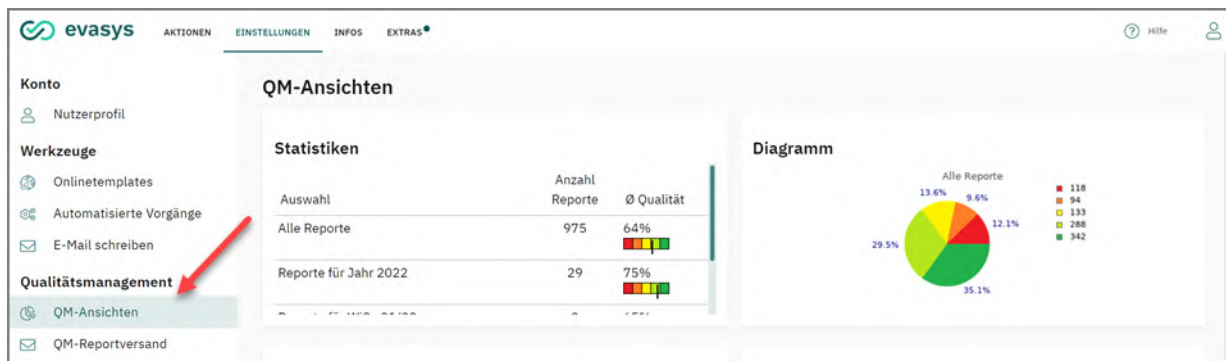 evasys AKTIONEN EINSTELLUNGEN INFOS EXTRAS Hilfe
Konto
Nutzerprofil
Werkzeuge
Onlinetemplates
Automatisierte Vorgänge
E-Mail schreiben
Qualitätsmanagement
QM-Ansichten
QM-Reportversand
QM-Ansichten
Statistiken
Anzahl
Auswahl Reporte Ø Qualität
Alle Reporte 975 64%
Reporte für Jahr 2022 29 75%
Diagramm
Alle Reporte
13.6%
9.6%
12.1%
29.5%
35.1%
118
94
133
288
342